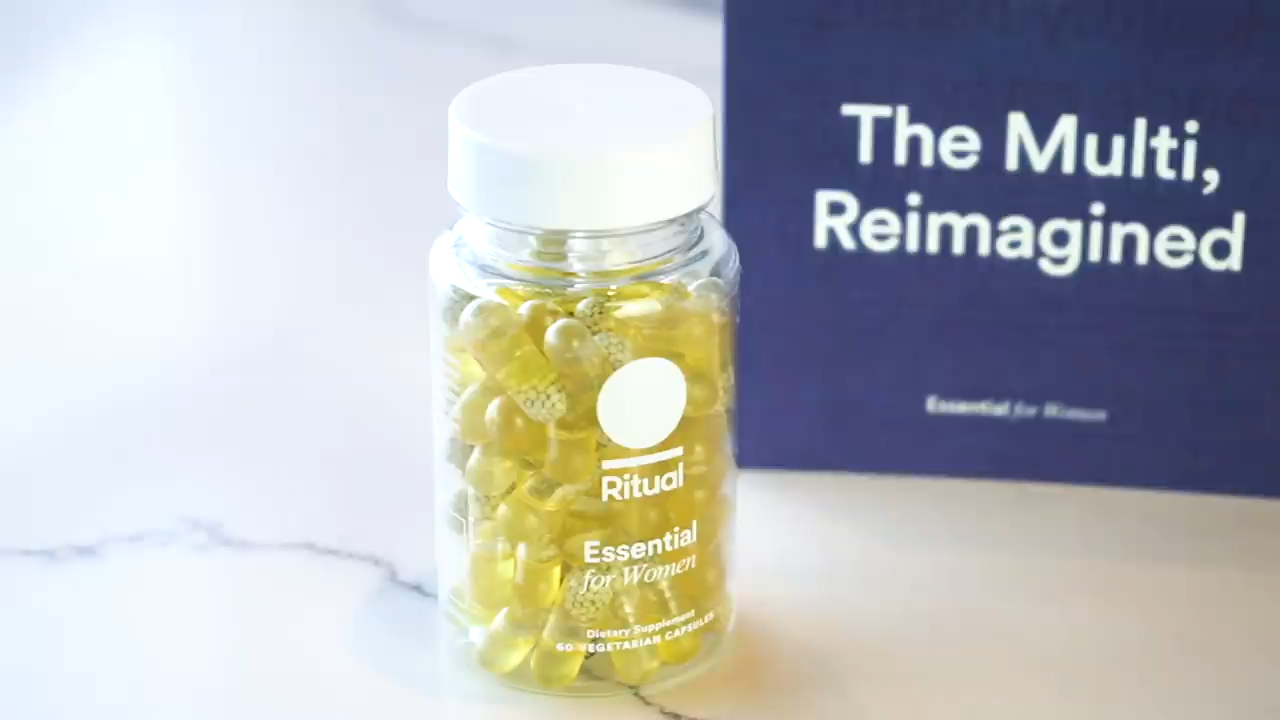 The Multi,
Reimagined
Essential for Women
Ritual
Essential
for Women
Dietary Supplement
60 VEGETARIAN CAPSULES